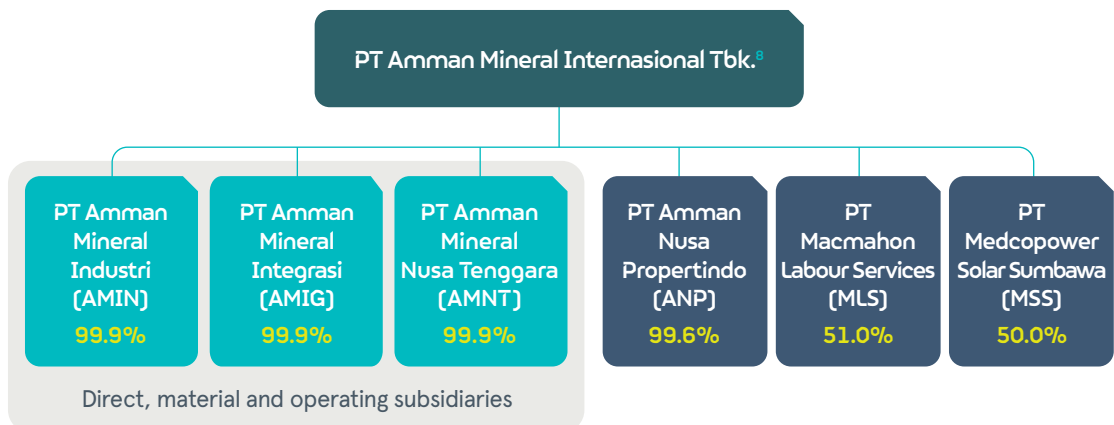 PT Amman Mineral Internasional Tbk.⁸
PT Amman
Mineral
Industri
(AMIN)
99.9%
PT Amman
Mineral
Integrasi
(AMIG)
99.9%
PT Amman
Mineral
Nusa Tenggara
(AMNT)
99.9%
PT Amman
Nusa
Propertindo
(ANP)
99.6%
PT
Macmahon
Labour Services
(MLS)
51.0%
PT
Medcopower
Solar Sumbawa
(MSS)
50.0%
Direct, material and operating subsidiaries